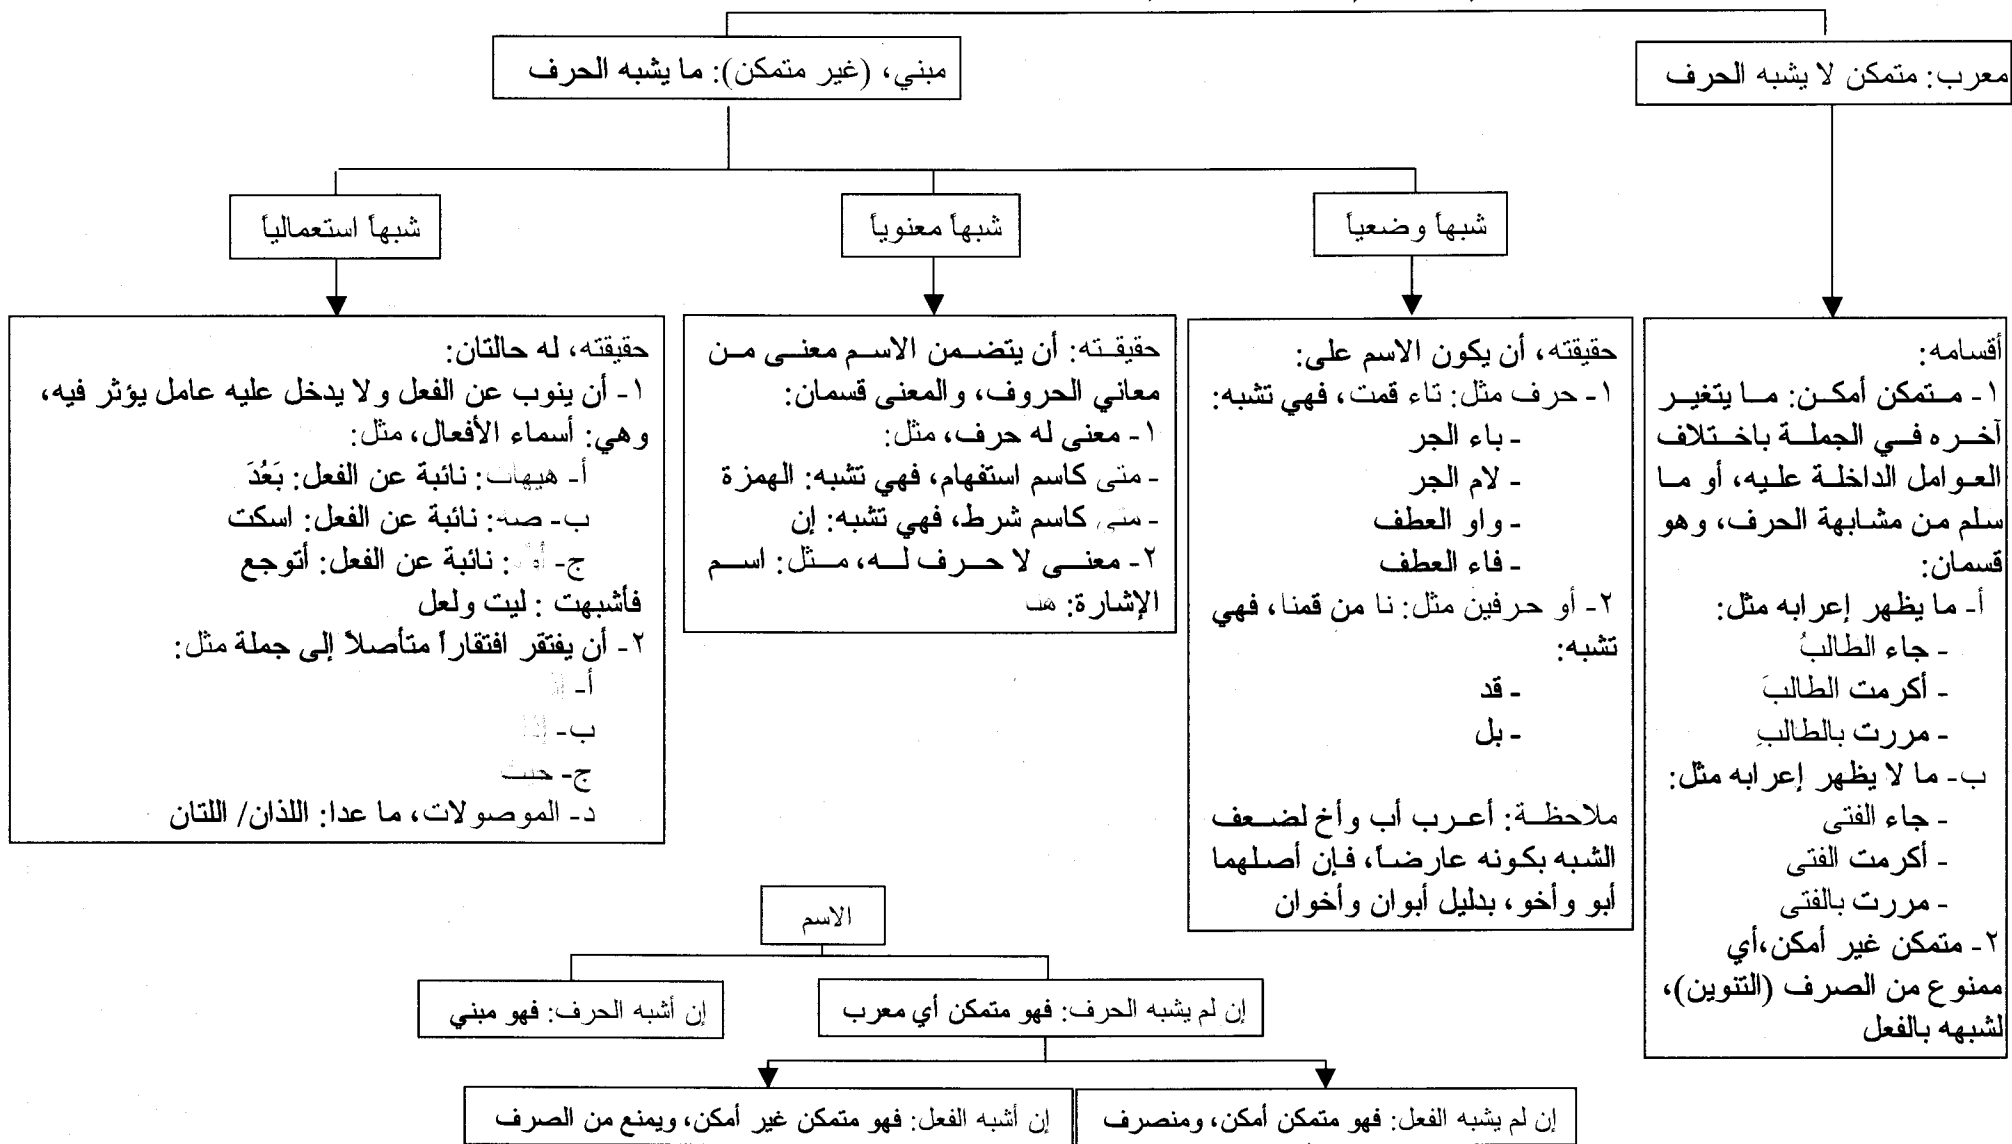 معرب: متمكن لا يشبه الحرف
مبني، (غير متمكن): ما يشبه الحرف
شبهاً وضعياً
شبهاً معنوياً
شبهاً استعمالياً
أقسامه:
١- متمكن أمكن: ما يتغير
آخره في الجملة باختلاف
العوامل الداخلة عليه، أو ما
سلم من مشابهة الحرف، وهو
قسمان:
أ- ما يظهر إعرابه مثل:
- جاء الطالبُ
- أكرمت الطالبَ
- مررت بالطالبِ
ب- ما لا يظهر إعرابه مثل:
- جاء الفتى
- أكرمت الفتى
- مررت بالفتى
٢- متمكن غير أمكن،أي
ممنوع من الصرف (التنوين)،
لشبهه بالفعل
حقيقته، أن يكون الاسم على:
١- حرف مثل: تاء قمت، فهي تشبه:
- باء الجر
- لام الجر
- واو العطف
- فاء العطف
٢- أو حرفين مثل: نا من قمنا، فهي
تشبه:
- قد
- بل
ملاحظة: أعرب أب وأخ لضعف
الشبه بكونه عارضاً، فإن أصلهما
أبو وأخو، بدليل أبوان وأخوان
حقيقته: أن يتضمن الاسم معنى من
معاني الحروف، والمعنى قسمان:
١- معنى له حرف، مثل:
- متى كاسم استفهام، فهي تشبه: الهمزة
- متى كاسم شرط، فهي تشبه: إن
٢- معنى لا حرف له، مثل: اسم
الإشارة:
حقيقته، له حالتان:
١- أن ينوب عن الفعل ولا يدخل عليه عامل يؤثر فيه،
وهي: أسماء الأفعال، مثل:
أ- هيهات: نائبة عن الفعل: بَعُدَ
ب- صه: نائبة عن الفعل: اسكت
ج- : نائبة عن الفعل: أتوجع
فأشبهت : ليت ولعل
٢- أن يفتقر افتقاراً متأصلاً إلى جملة مثل:
أ-
ب-
ج- حيث
د- الموصولات، ما عدا: اللذان/ اللتان
الاسم
إن لم يشبه الحرف: فهو متمكن أي معرب
إن أشبه الحرف: فهو مبني
إن لم يشبه الفعل: فهو متمكن أمكن، ومنصرف
إن أشبه الفعل: فهو متمكن غير أمكن، ويمنع من الصرف